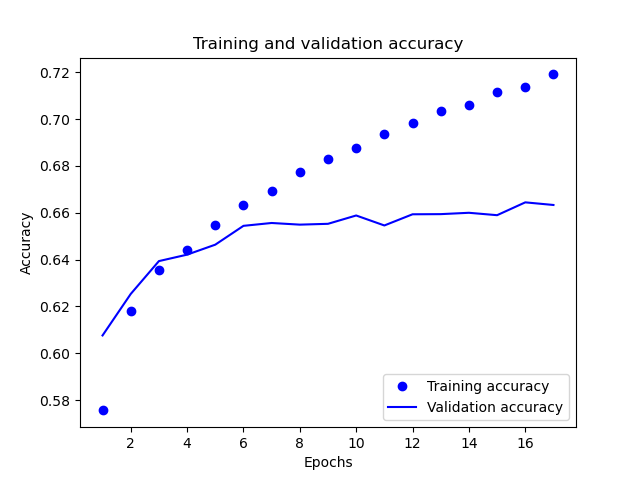 Training and validation accuracy
0.72
0.70
0.68
0.66
0.64
0.62
0.60
0.58
Accuracy
Training accuracy
Validation accuracy
2 4 6 8 10 12 14 16
Epochs